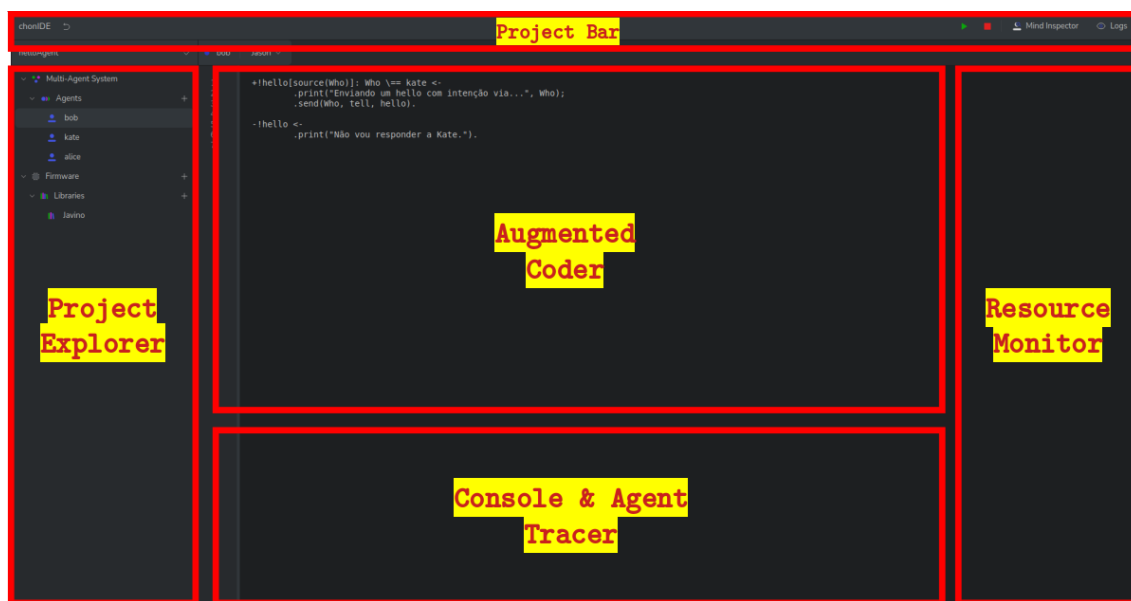 chonIDE
Project Bar
Mind Inspector
Logs
helloAgent
bob
Jason
Multi-Agent System
Agents
bob
kate
alice
Firmware
Libraries
Javino
+!hello[source(Who)]: Who \== kate <-
.print("Enviando um hello com intenção via...", Who);
.send(Who, tell, hello).
-!hello <-
.print("Não vou responder a Kate.").
Augmented
Coder
Project
Explorer
Resource
Monitor
Console & Agent
Tracer